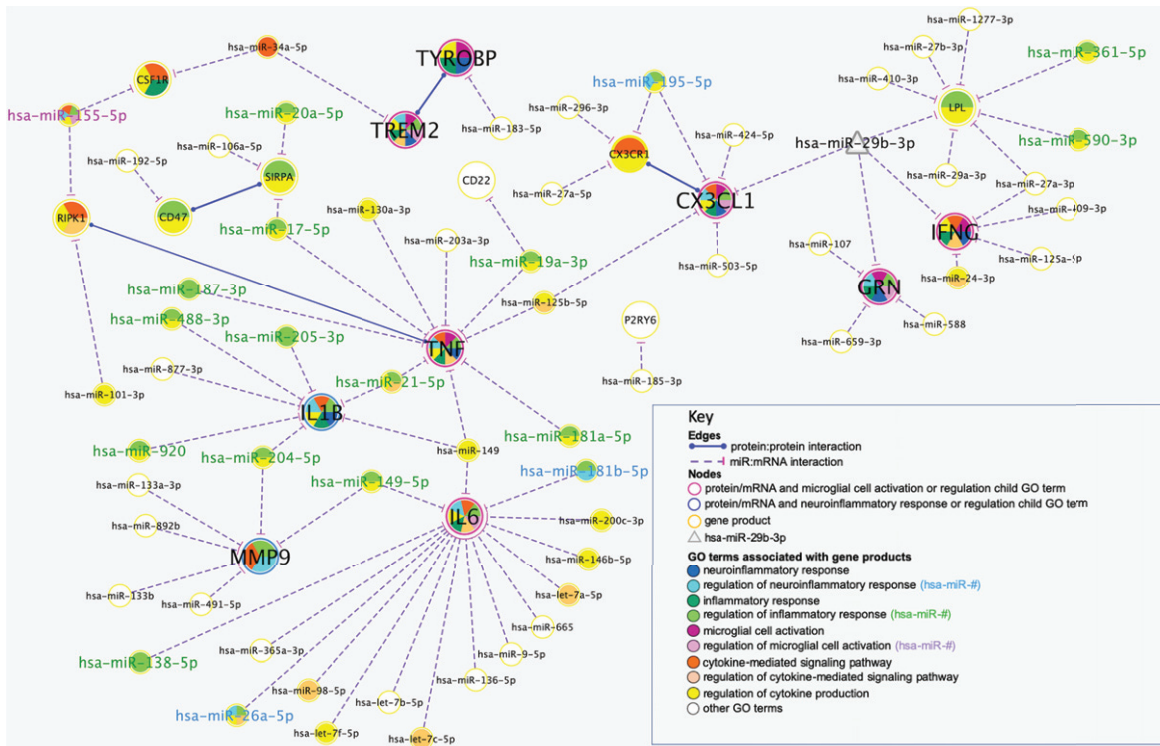 hsa-miR-34a-5p
TYROBP
hsa-miR-1277-3p
hsa-miR-27b-3p
hsa-miR-361-5p
CSF1R
hsa-miR-195-5p
hsa-miR-410-3p
hsa-miR-155-5p
hsa-miR-20a-5p
TREM2
hsa-miR-183-5p
hsa-miR-296-3p
LPL
hsa-miR-424-5p
hsa-miR-29b-3p
hsa-miR-590-3p
hsa-miR-106a-5p
hsa-miR-192-5p
SIRPA
CD22
CX3CR1
hsa-miR-29a-3p
hsa-miR-27a-3p
hsa-miR-27a-5p
CX3CL1
RIPK1
CD47
hsa-miR-130a-3p
hsa-miR-17-5p
hsa-miR-203a-3p
IFNG
hsa-miR-107
hsa-miR-19a-3p
hsa-miR-503-5p
hsa-miR-125a-5p
hsa-miR-24-3p
hsa-miR-187-3p
GRN
hsa-miR-125b-5p
hsa-miR-488-3p
P2RY6
hsa-miR-588
hsa-miR-205-3p
hsa-miR-659-3p
TNF
hsa-miR-877-3p
hsa-miR-21-5p
hsa-miR-185-3p
hsa-miR-101-3p
IL1B
hsa-miR-181a-5p
hsa-miR-920
hsa-miR-204-5p
hsa-miR-149
hsa-miR-181b-5p
hsa-miR-133a-3p
hsa-miR-149-5p
IL6
hsa-miR-892b
hsa-miR-200c-3p
MMP9
hsa-miR-146b-5p
hsa-miR-133b
hsa-miR-491-5p
hsa-let-7a-5p
hsa-miR-665
hsa-miR-138-5p
hsa-miR-365a-3p
hsa-miR-9-5p
hsa-miR-136-5p
hsa-miR-98-5p
hsa-let-7b-5p
hsa-miR-26a-5p
hsa-let-7f-5p
hsa-let-7c-5p
Key
Edges
protein:protein interaction
miR:mRNA interaction
Nodes
protein/mRNA and microglial cell activation or regulation child GO term
protein/mRNA and neuroinflammatory response or regulation child GO term
gene product
hsa-miR-29b-3p
GO terms associated with gene products
neuroinflammatory response
regulation of neuroinflammatory response (hsa-miR-#)
inflammatory response
regulation of inflammatory response (hsa-miR-#)
microglial cell activation
regulation of microglial cell activation (hsa-miR-#)
cytokine-mediated signaling pathway
regulation of cytokine-mediated signaling pathway
regulation of cytokine production
other GO terms